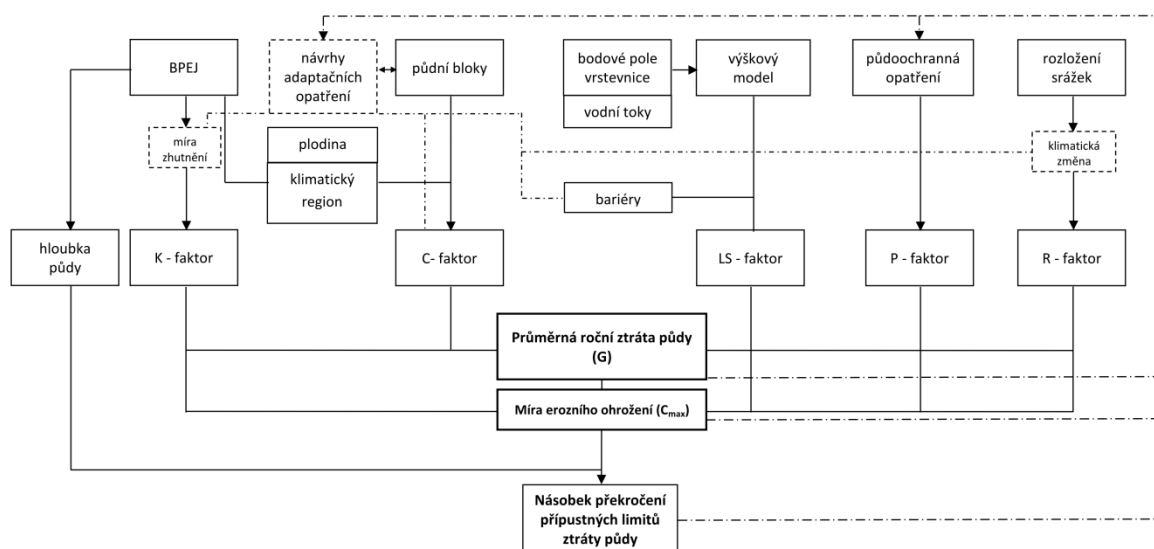 BPEJ
návrhy
adaptačních
opatření
půdní bloky
bodové pole
vrstevnice
vodní toky
výškový
model
půdoochranná
opatření
rozložení
srážek
míra
zhutnění
plodina
klimatický
region
bariéry
klimatická
změna
hloubka
půdy
K - faktor
C- faktor
LS - faktor
P - faktor
R - faktor
Průměrná roční ztráta půdy
(G)
Míra erozního ohrožení (Cmax)
Násobek překročení
přípustných limitů
ztráty půdy